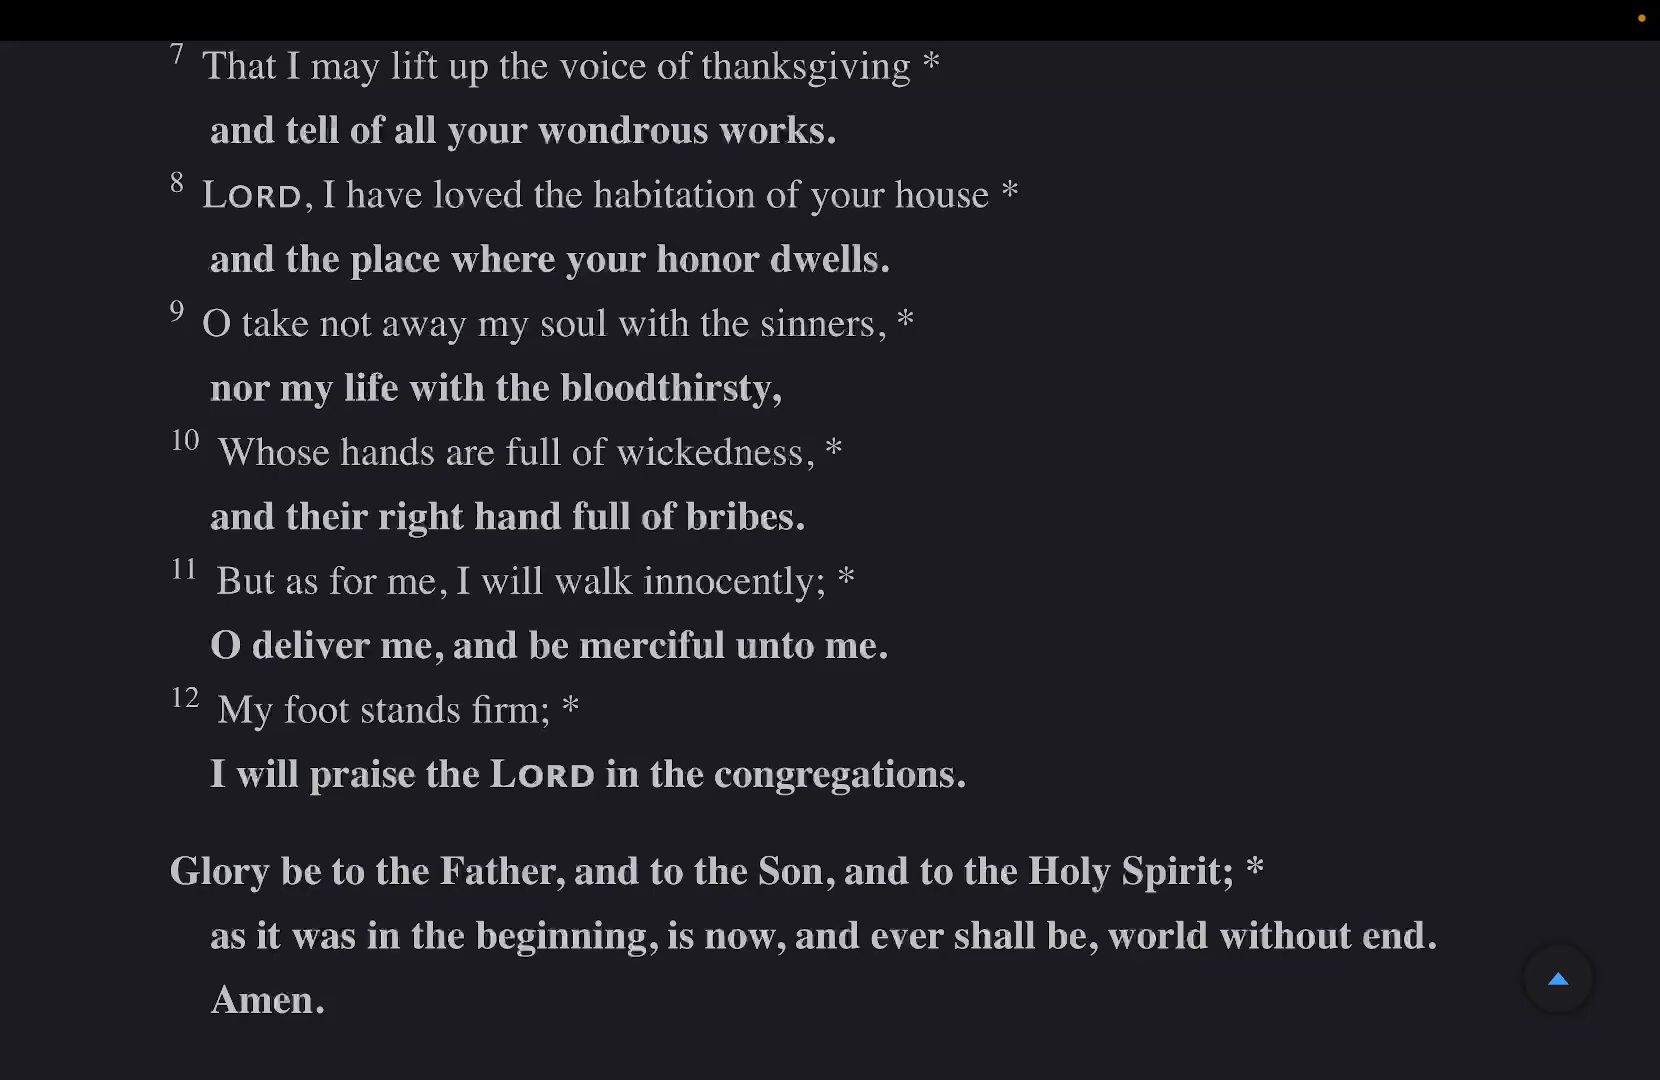 7 That I may lift up the voice of thanksgiving *
and tell of all your wondrous works.
8 LORD, I have loved the habitation of your house *
and the place where your honor dwells.
9 O take not away my soul with the sinners, *
nor my life with the bloodthirsty,
10 Whose hands are full of wickedness, *
and their right hand full of bribes.
11 But as for me, I will walk innocently; *
O deliver me, and be merciful unto me.
12 My foot stands firm; *
I will praise the LORD in the congregations.
Glory be to the Father, and to the Son, and to the Holy Spirit; *
as it was in the beginning, is now, and ever shall be, world without end.
Amen.